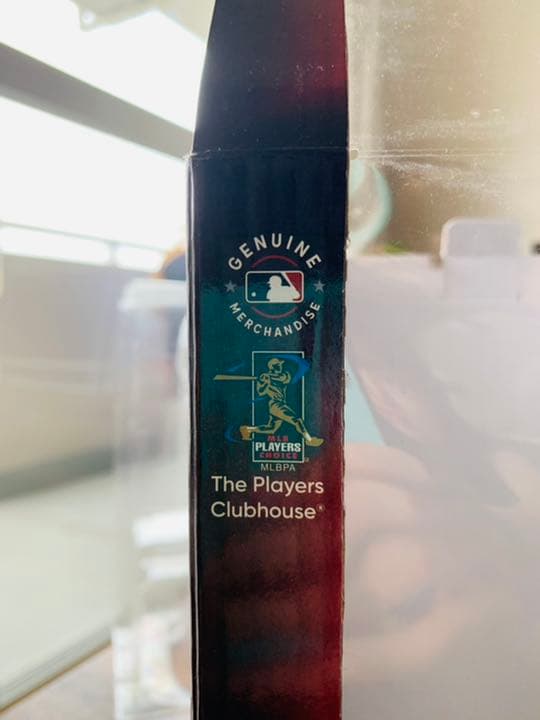 GENUINE
MERCHANDISE
MLB
PLAYERS
CHOICE
MLBPA
The Players
Clubhouse®